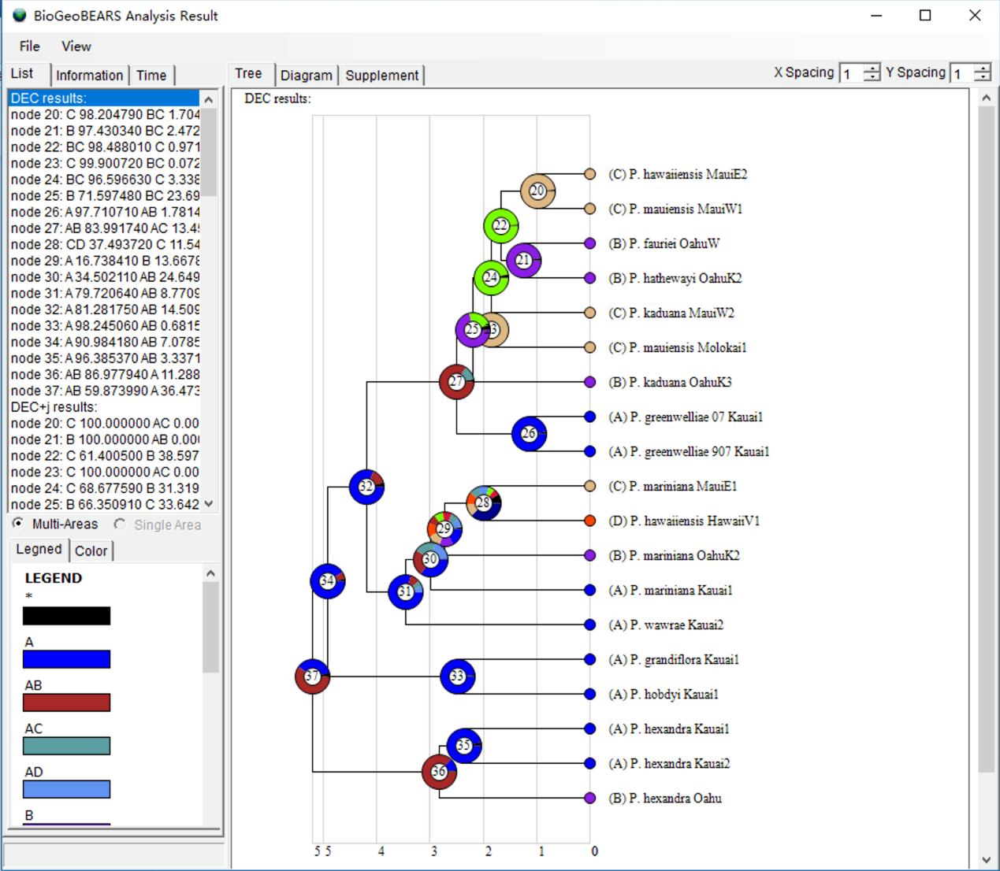 BioGeoBEARS Analysis Result
File View
List Information Time
Tree Diagram Supplement
X Spacing 1 Y Spacing 1
DEC results:
node 20: C 98.204790 BC 1.704
node 21: B 97.430340 BC 2.472
node 22: BC 98.488010 C 0.971
node 23: C 99.900720 BC 0.072
node 24: BC 96.596630 C 3.338
node 25: B 71.597480 BC 23.69
node 26: A 97.710710 AB 1.7814
node 27: AB 83.991740 AC 13.4
node 28: CD 37.493720 C 11.54
node 29: A 16.738410 B 13.6678
node 30: A 34.502110 AB 24.649
node 31: A 79.720640 AB 8.7709
node 32: A 81.281750 AB 14.509
node 33: A 98.245060 AB 0.6815
node 34: A 90.984180 AB 7.0785
node 35: A 96.385370 AB 3.3371
node 36: AB 86.977940 A 11.288
node 37: AB 59.873990 A 36.473
DEC+j results:
node 20: C 100.000000 AC 0.00
node 21: B 100.000000 AB 0.00
node 22: C 61.400500 B 38.597
node 23: C 100.000000 AC 0.00
node 24: C 68.677590 B 31.319
node 25: B 66.350910 C 33.642
Multi-Areas Single Area
Legned Color
LEGEND
*
A
AB
AC
AD
B
DEC results:
(C) P. hawaiiensis MauiE2
20
(C) P. mauiensis MauiW1
22
(B) P. fauriei OahuW
21
(B) P. hathewayi OahuK2
24
(C) P. kaduana MauiW2
25
23
(C) P. mauiensis Molokai1
(B) P. kaduana OahuK3
27
(A) P. greenwelliae 07 Kauai1
26
(A) P. greenwelliae 907 Kauai1
(C) P. mariniana MauiE1
32
28
(D) P. hawaiiensis HawaiiV1
29
(B) P. mariniana OahuK2
30
34
(A) P. mariniana Kauai1
31
(A) P. wawrae Kauai2
(A) P. grandiflora Kauai1
37
33
(A) P. hobdyi Kauai1
(A) P. hexandra Kauai1
35
(A) P. hexandra Kauai2
36
(B) P. hexandra Oahu
5 5 4 3 2 1 0